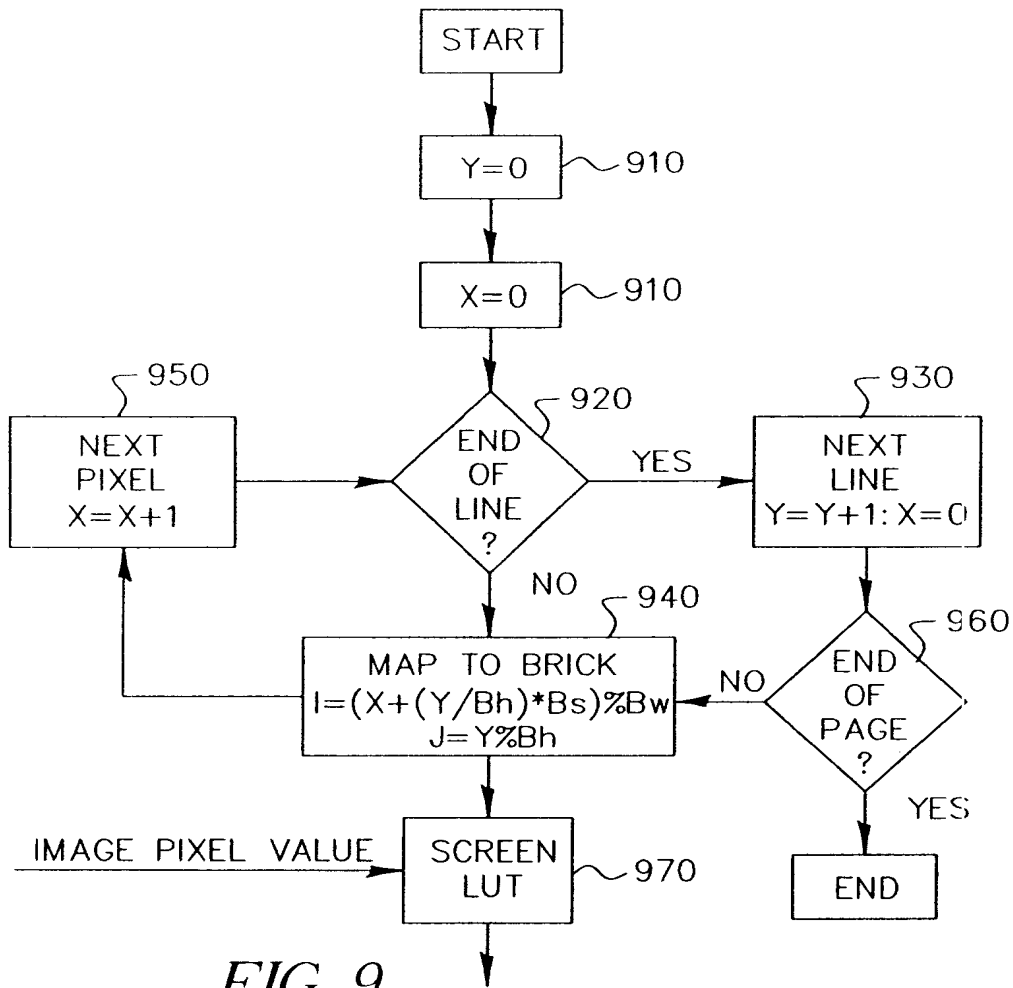 START
Y=0
910
X=0
910
950
NEXT
PIXEL
X=X+1
920
END
OF
LINE
?
YES
930
NEXT
LINE
Y=Y+1:X=0
NO
940
MAP TO BRICK
I=(X+(Y/Bh)*Bs)%Bw
J=Y%Bh
NO
960
END
OF
PAGE
?
YES
END
IMAGE PIXEL VALUE
SCREEN
LUT
970
FIG. 9